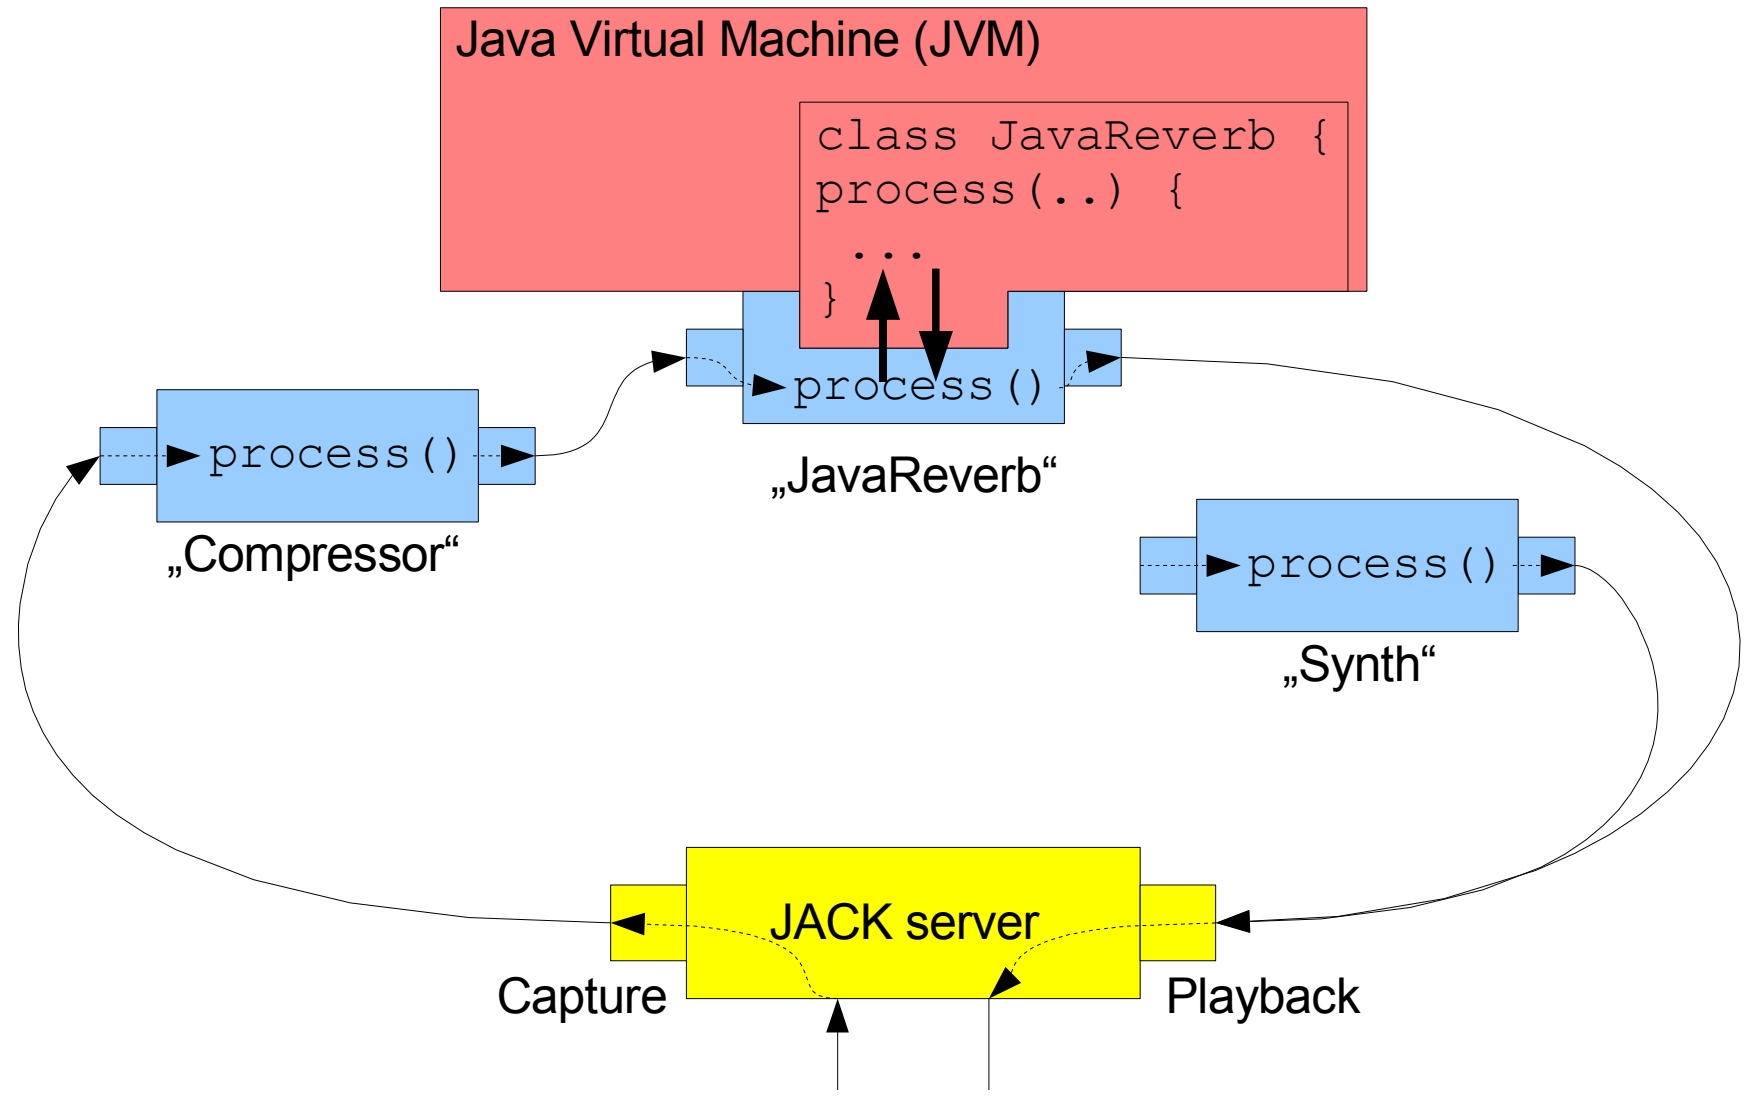 Java Virtual Machine (JVM)
class JavaReverb {
process(..) {
...
}
process()
„JavaReverb“
process()
„Compressor“
process()
„Synth“
JACK server
Capture
Playback